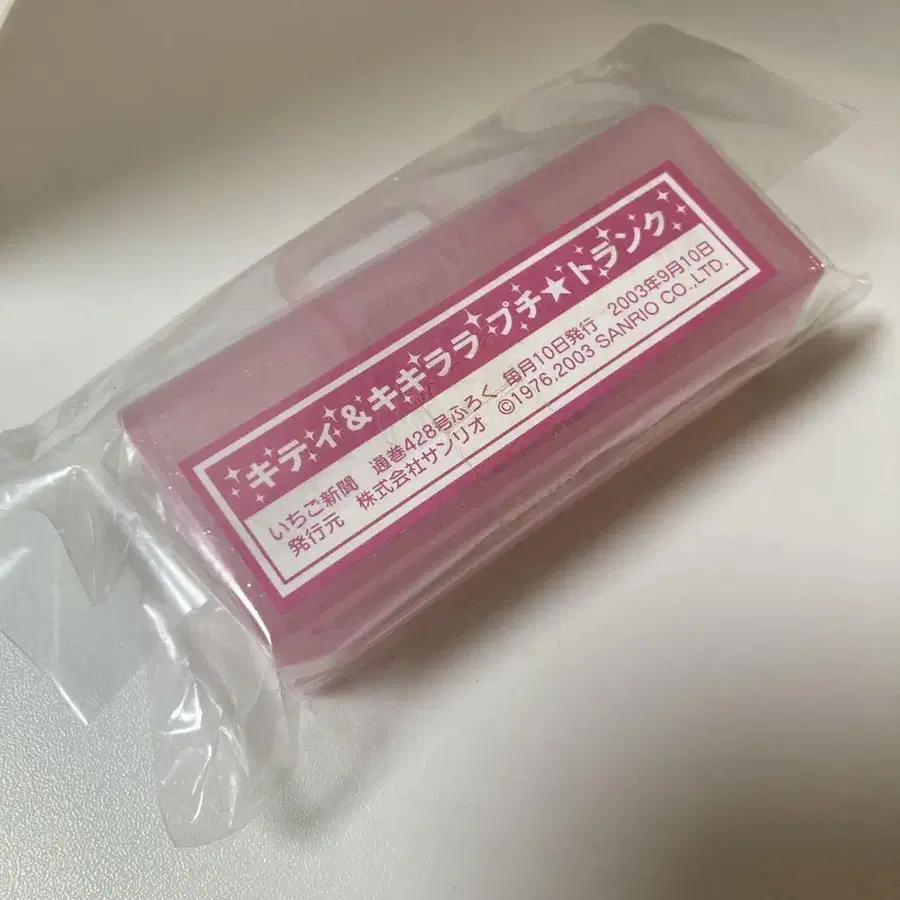 キティ&キキララ プチ★トランク
いちご新聞 通巻428号ふろく 毎月10日発行 2003年9月10日
発行元 株式会社サンリオ ©1976,2003 SANRIO CO.,LTD.